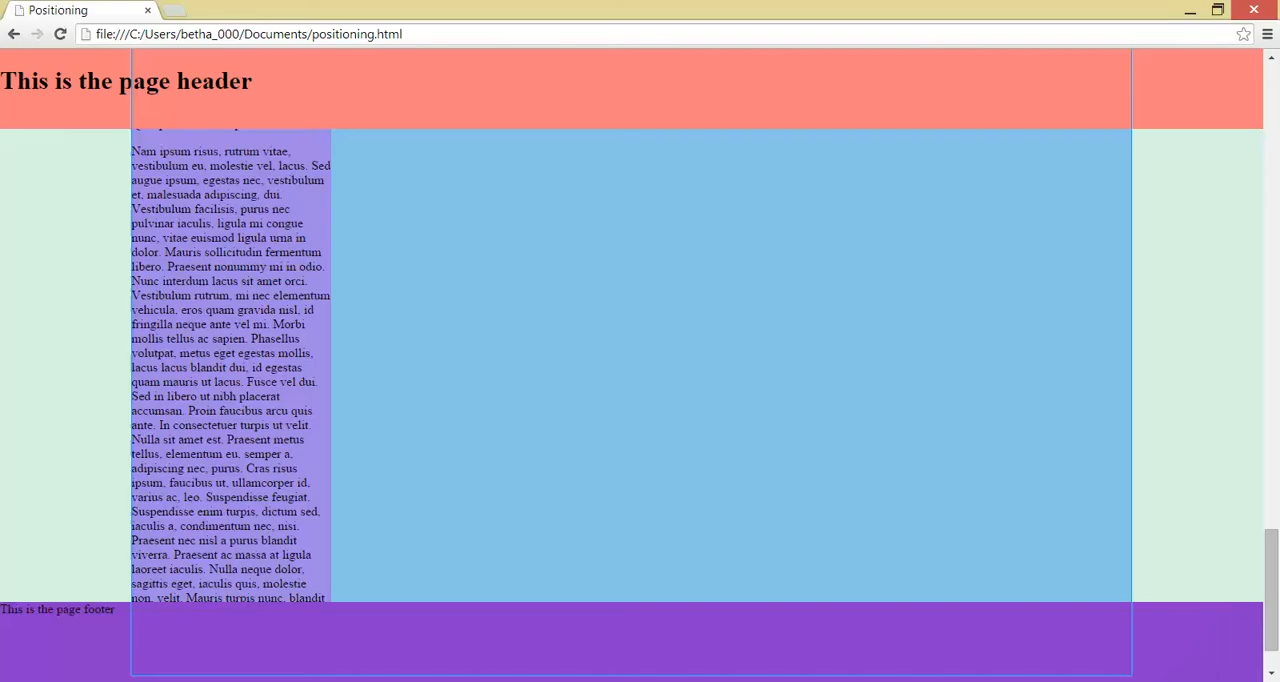 Positioning
file:///C:/Users/betha_000/Documents/positioning.html
This is the page header
Nam ipsum risus, rutrum vitae,
vestibulum eu, molestie vel, lacus. Sed
augue ipsum, egestas nec, vestibulum
et, malesuada adipiscing, dui.
Vestibulum facilisis, purus nec
pulvinar iaculis, ligula mi congue
nunc, vitae euismod ligula urna in
dolor. Mauris sollicitudin fermentum
libero. Praesent nonummy mi in odio.
Nunc interdum lacus sit amet orci.
Vestibulum rutrum, mi nec elementum
vehicula, eros quam gravida nisl, id
fringilla neque ante vel mi. Morbi
mollis tellus ac sapien. Phasellus
volutpat, metus eget egestas mollis,
lacus lacus blandit dui, id egestas
quam mauris ut lacus. Fusce vel dui.
Sed in libero ut nibh placerat
accumsan. Proin faucibus arcu quis
ante. In consectetuer turpis ut velit.
Nulla sit amet est. Praesent metus
tellus, elementum eu, semper a,
adipiscing nec, purus. Cras risus
ipsum, faucibus ut, ullamcorper id,
varius ac, leo. Suspendisse feugiat.
Suspendisse enim turpis, dictum sed,
iaculis a, condimentum nec, nisi.
Praesent nec nisl a purus blandit
viverra. Praesent ac massa at ligula
laoreet iaculis. Nulla neque dolor,
sagittis eget, iaculis quis, molestie
non, velit. Mauris turpis nunc, blandit
This is the page footer